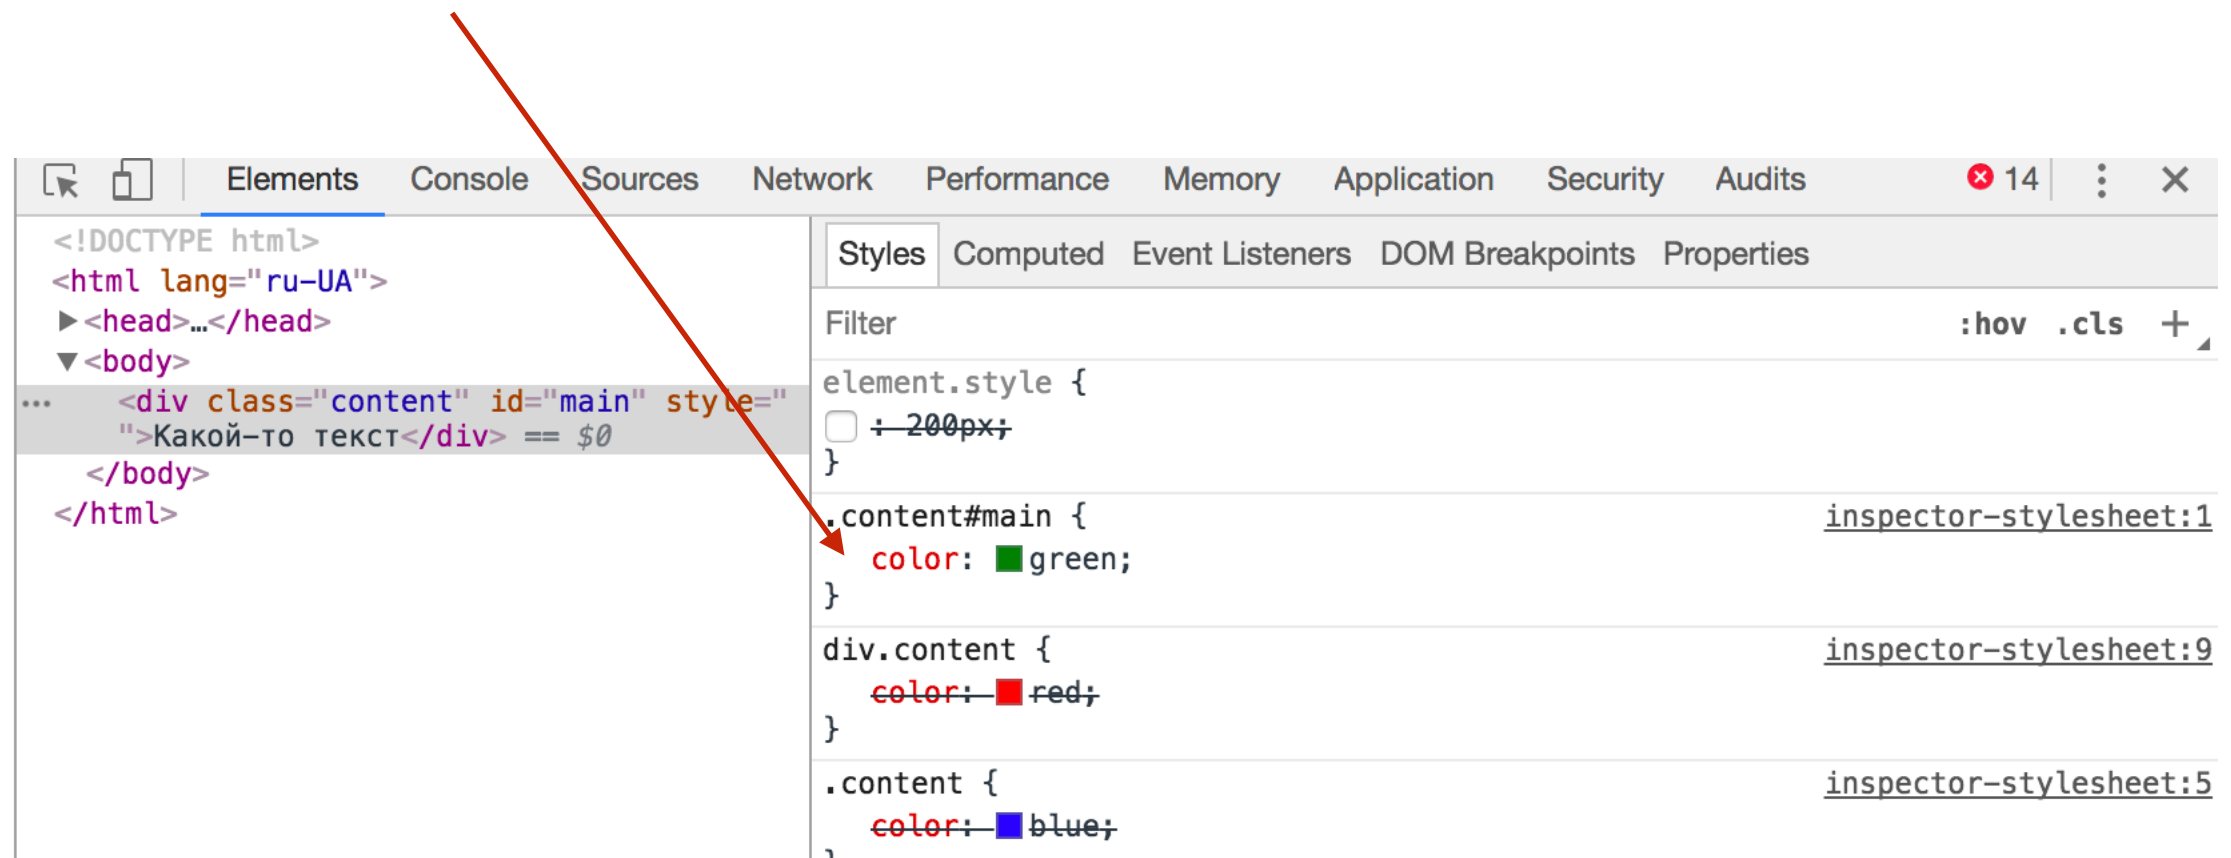 Elements Console Sources Network Performance Memory Application Security Audits 14
<!DOCTYPE html>
<html lang="ru-UA">
<head>…</head>
<body>
<div class="content" id="main" style="
">Какой-то текст</div> == $0
</body>
</html>
Styles Computed Event Listeners DOM Breakpoints Properties
Filter :hov .cls +
element.style {
: 200px;
}
.content#main { inspector-stylesheet:1
color: green;
}
div.content { inspector-stylesheet:9
color: red;
}
.content { inspector-stylesheet:5
color: blue;
}